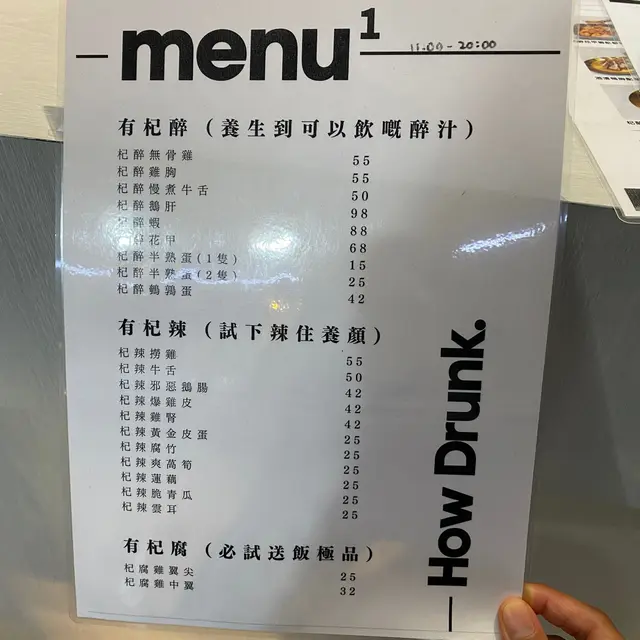 menu 1
11:00 - 20:00
有杞醉（養生到可以飲嘅醉汁）
杞醉無骨雞 55
杞醉雞胸 55
杞醉慢煮牛舌 50
杞醉鵝肝 98
杞醉蝦 88
花甲 68
杞醉半熟蛋(1隻) 15
杞醉半熟蛋(2隻) 25
杞醉鵪鶉蛋 42
有杞辣（試下辣住養顏）
杞辣撈雞 55
杞辣牛舌 50
杞辣邪惡鵝腸 42
杞辣爆雞皮 42
杞辣雞腎 42
杞辣黃金皮蛋 25
杞辣腐竹 25
杞辣爽萵筍 25
杞辣蓮藕 25
杞辣脆青瓜 25
杞辣雲耳 25
有杞腐（必試送飯極品）
杞腐雞翼尖 25
杞腐雞中翼 32
How Drunk.